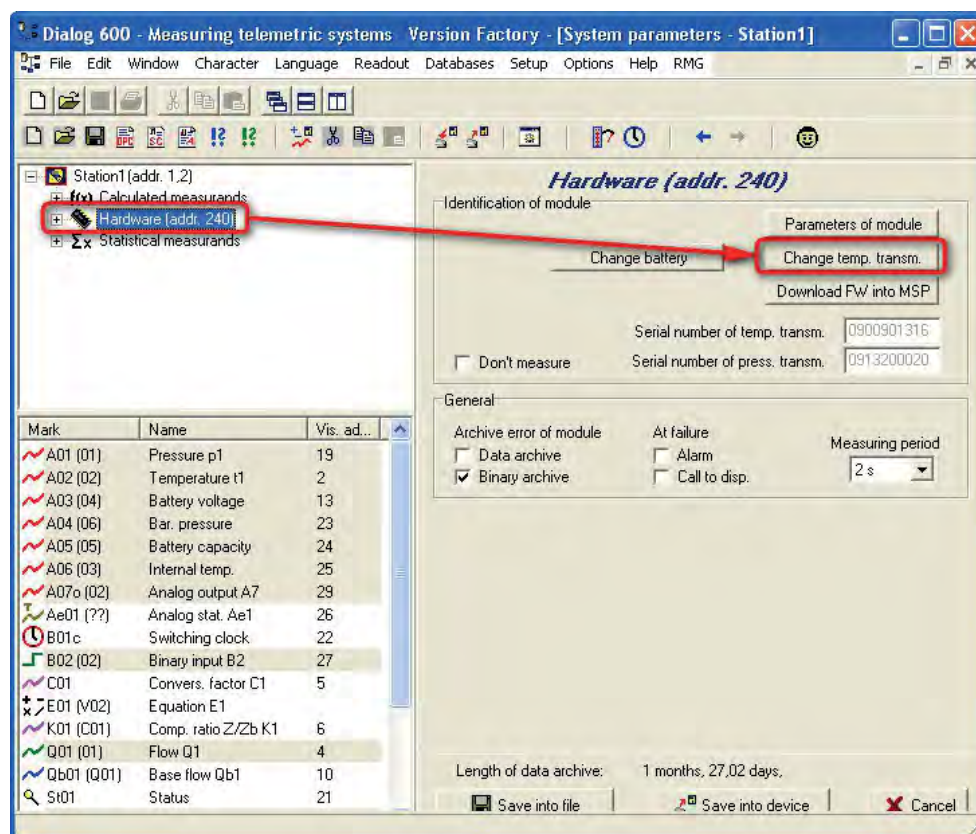 Dialog 600 - Measuring telemetric systems Version Factory - [System parameters - Station1]
File Edit Window Character Language Readout Databases Setup Options Help RMG
Station1 (addr. 1,2)
f(x) Calculated measurands
Hardware (addr. 240)
Σx Statistical measurands
Hardware (addr. 240)
Identification of module
Parameters of module
Change battery
Change temp. transm.
Download FW into MSP
Serial number of temp. transm. 0900901316
Don't measure
Serial number of press. transm. 0913200020
General
Archive error of module
Data archive
Binary archive
At failure
Alarm
Call to disp.
Measuring period
2 s
Mark Name Vis. ad...
A01 (01) Pressure p1 19
A02 (02) Temperature t1 2
A03 (04) Battery voltage 13
A04 (06) Bar. pressure 23
A05 (05) Battery capacity 24
A06 (03) Internal temp. 25
A07o (02) Analog output A7 29
Ae01 (??) Analog stat. Ae1 26
B01c Switching clock 22
B02 (02) Binary input B2 27
C01 Convers. factor C1 5
E01 (V02) Equation E1
K01 (C01) Comp. ratio Z/Zb K1 6
Q01 (01) Flow Q1 4
Qb01 (Q01) Base flow Qb1 10
St01 Status 21
Length of data archive: 1 months, 27,02 days,
Save into file
Save into device
Cancel